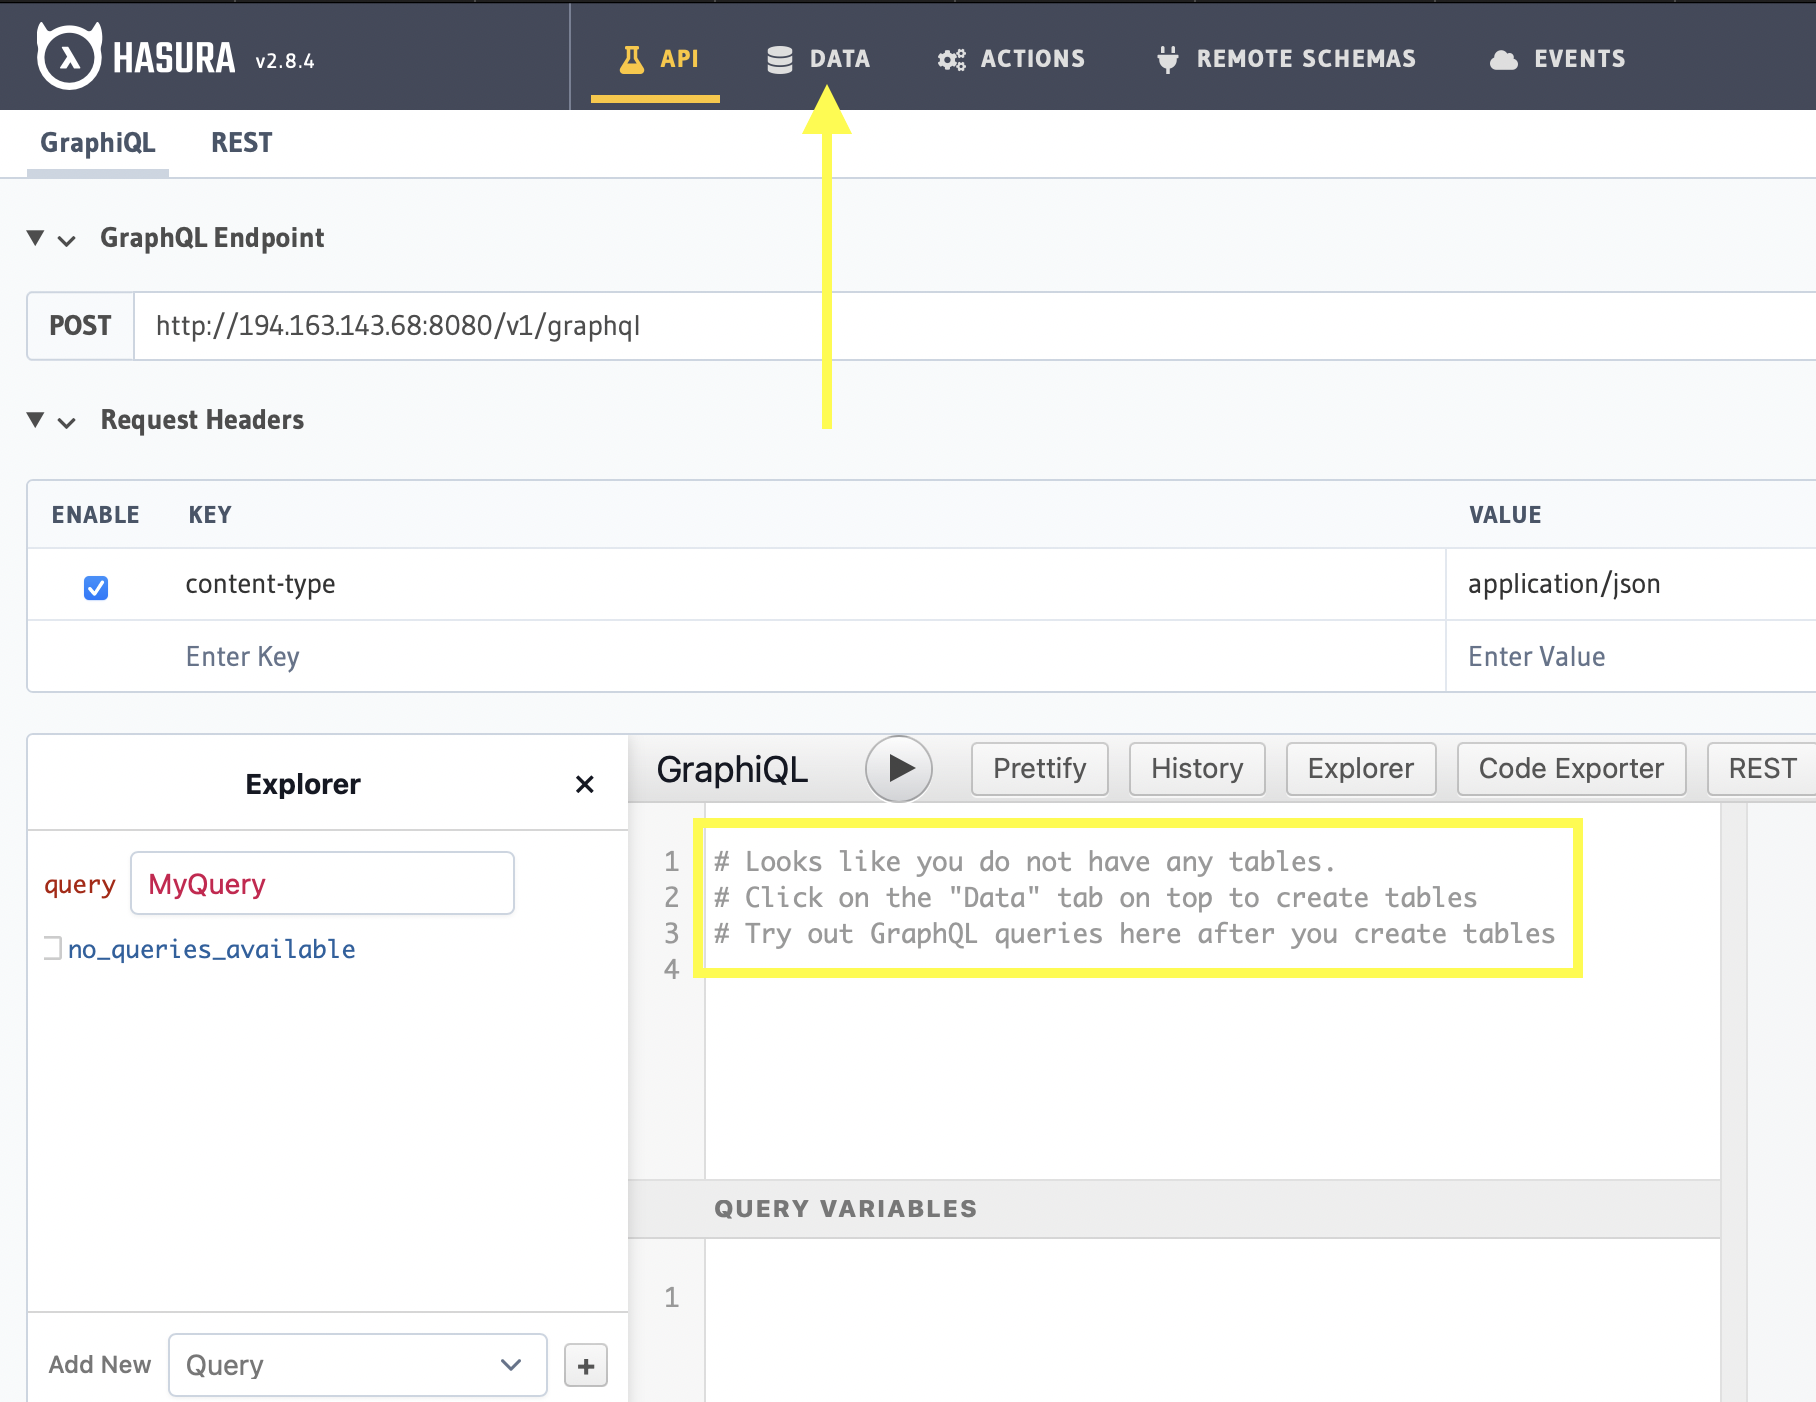 HASURA v2.8.4 API DATA ACTIONS REMOTE SCHEMAS EVENTS
GraphiQL REST
GraphQL Endpoint
POST http://194.163.143.68:8080/v1/graphql
Request Headers
ENABLE KEY VALUE
content-type application/json
Enter Key Enter Value
Explorer
GraphiQL Prettify History Explorer Code Exporter REST
query MyQuery
no_queries_available
1 # Looks like you do not have any tables.
2 # Click on the "Data" tab on top to create tables
3 # Try out GraphQL queries here after you create tables
4
QUERY VARIABLES
1
Add New Query +